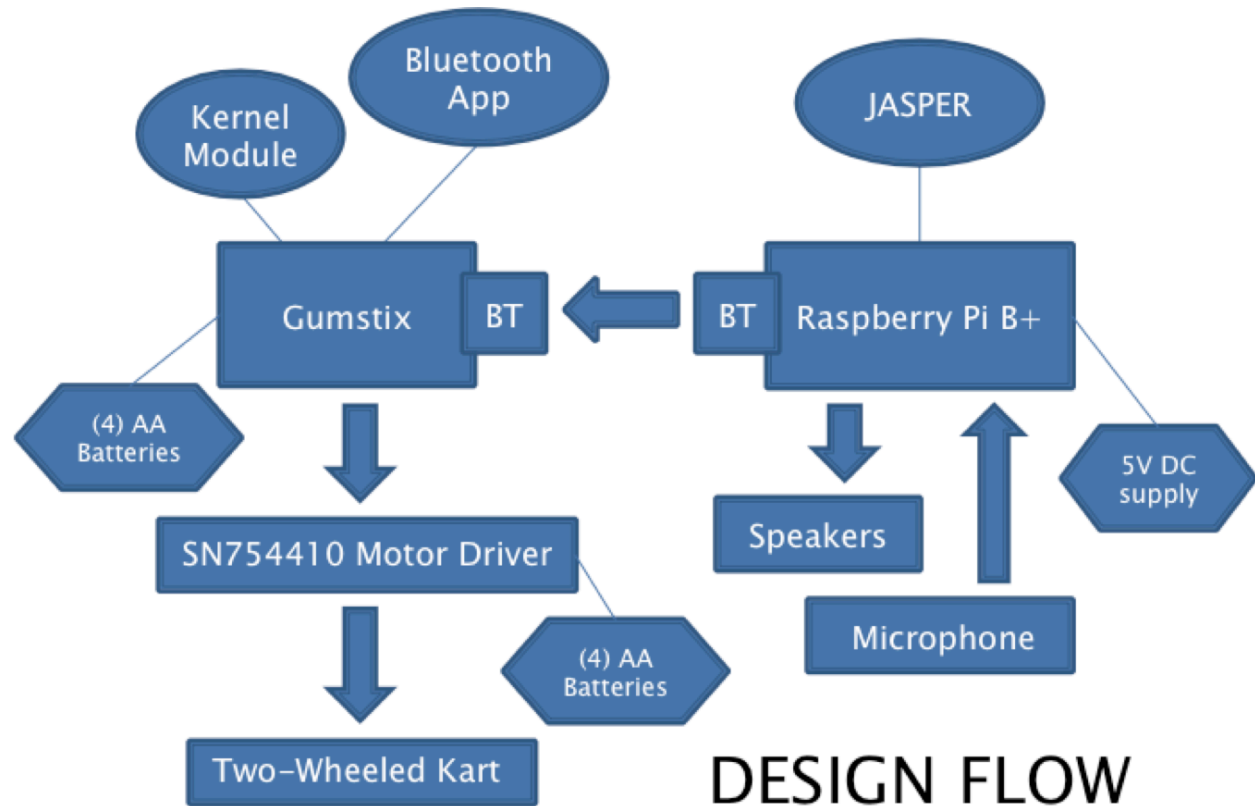 Bluetooth
App
Kernel
Module
JASPER
Gumstix
BT
BT
Raspberry Pi B+
(4) AA
Batteries
5V DC
supply
Speakers
SN754410 Motor Driver
Microphone
(4) AA
Batteries
Two-Wheeled Kart
DESIGN FLOW